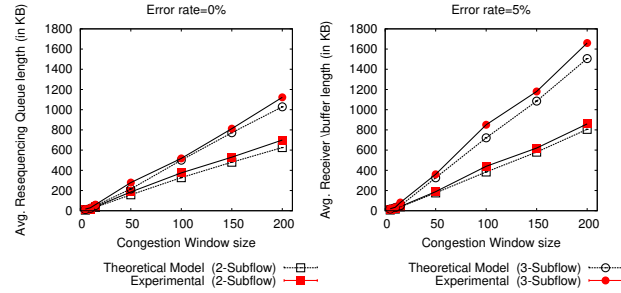 Error rate=0%
Avg. Resequencing Queue length (in KB)
1800
1600
1400
1200
1000
800
600
400
200
0
0 50 100 150 200
Congestion Window size
Theoretical Model (2-Subflow)
Experimental (2-Subflow)
Error rate=5%
Avg. Receiver \buffer length (in KB)
1800
1600
1400
1200
1000
800
600
400
200
0
0 50 100 150 200
Congestion Window size
Theoretical Model (3-Subflow)
Experimental (3-Subflow)